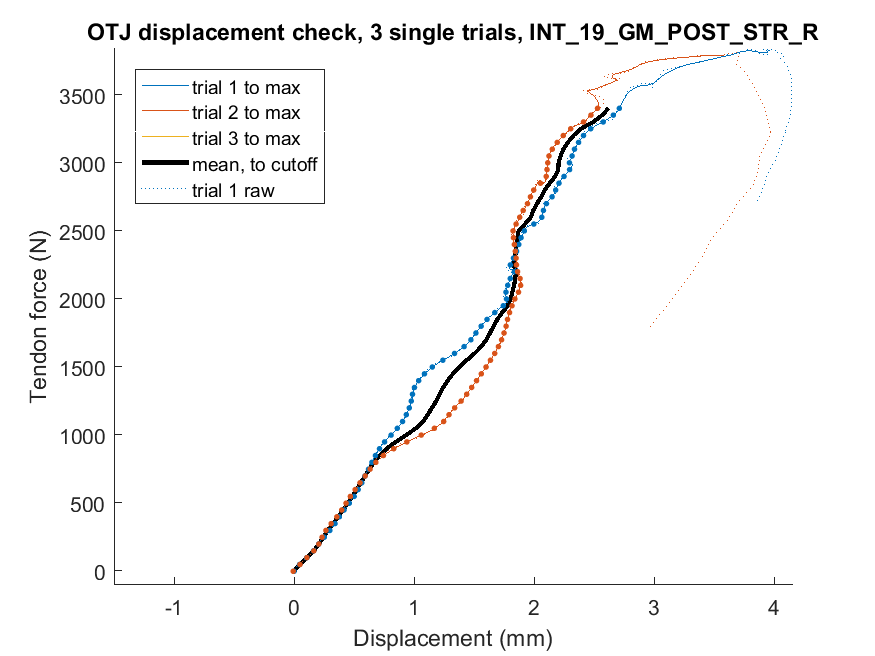 OTJ displacement check, 3 single trials, INT_19_GM_POST_STR_R
trial 1 to max
trial 2 to max
trial 3 to max
mean, to cutoff
trial 1 raw
3500
3000
2500
2000
1500
1000
500
0
Tendon force (N)
-1 0 1 2 3 4
Displacement (mm)